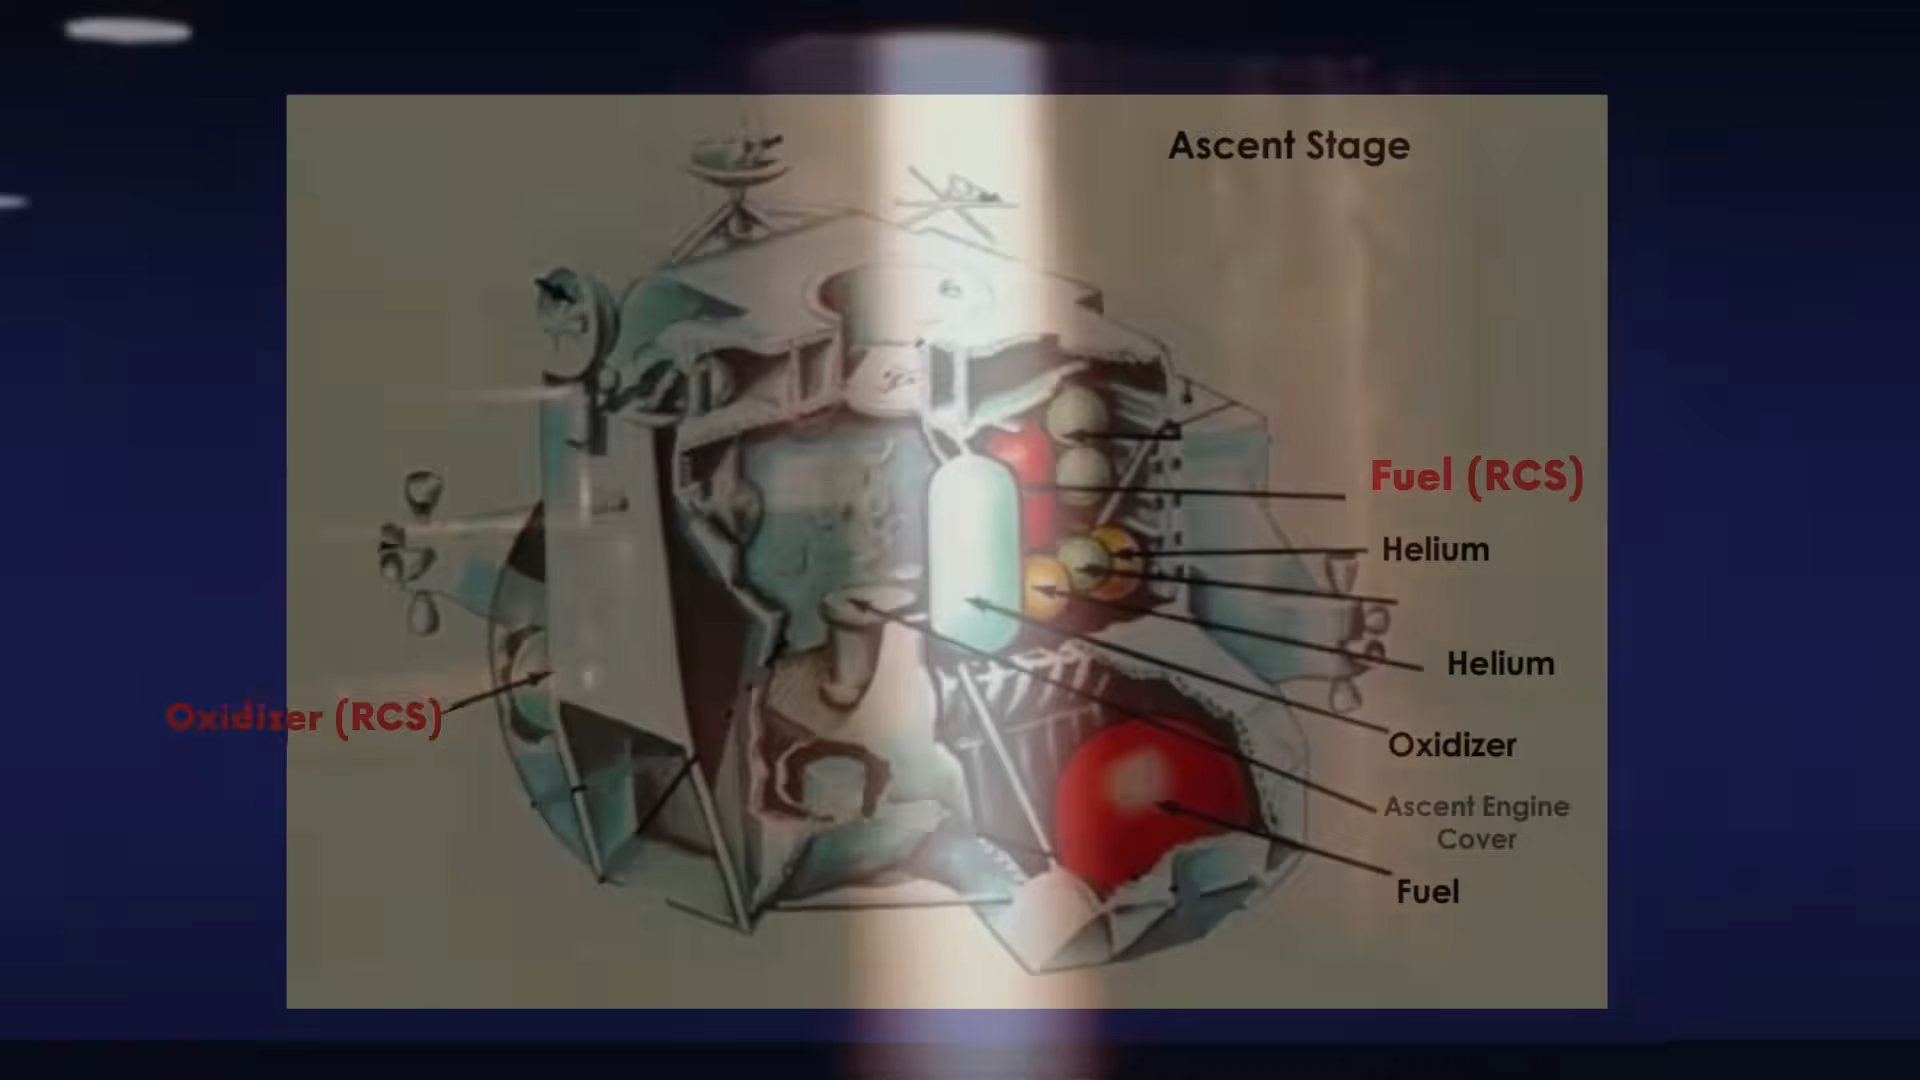 Ascent Stage
Fuel (RCS)
Helium
Helium
Oxidizer (RCS)
Oxidizer
Ascent Engine
Cover
Fuel